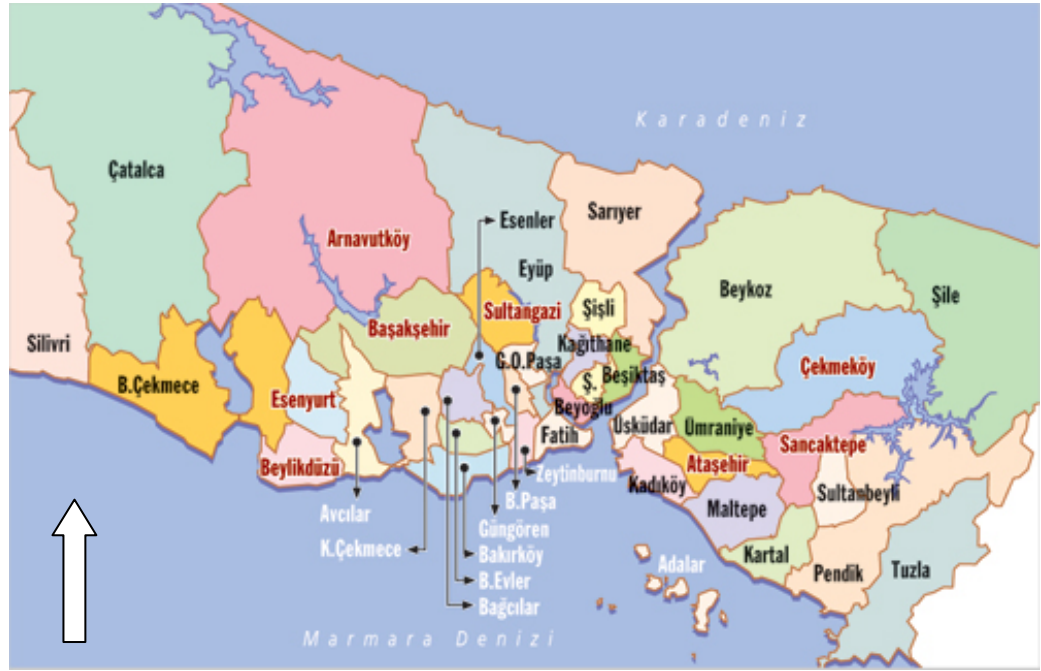 Karadeniz
Çatalca
Sarıyer
Esenler
Arnavutköy
Eyüp
Beykoz
Şile
Sultangazi
Şişli
Başakşehir
Silivri
Kağıthane
G.O.Paşa
Çekmeköy
B.Çekmece
Ş.
Beşiktaş
Esenyurt
Beyoğlu
Üsküdar
Ümraniye
Fatih
Sancaktepe
Beylikdüzü
Ataşehir
Zeytinburnu
Kadıköy
Sultanbeyli
B.Paşa
Maltepe
Avcılar
Güngören
K.Çekmece
Bakırköy
Kartal
Adalar
Pendik
Tuzla
B.Evler
Bağcılar
Marmara Denizi